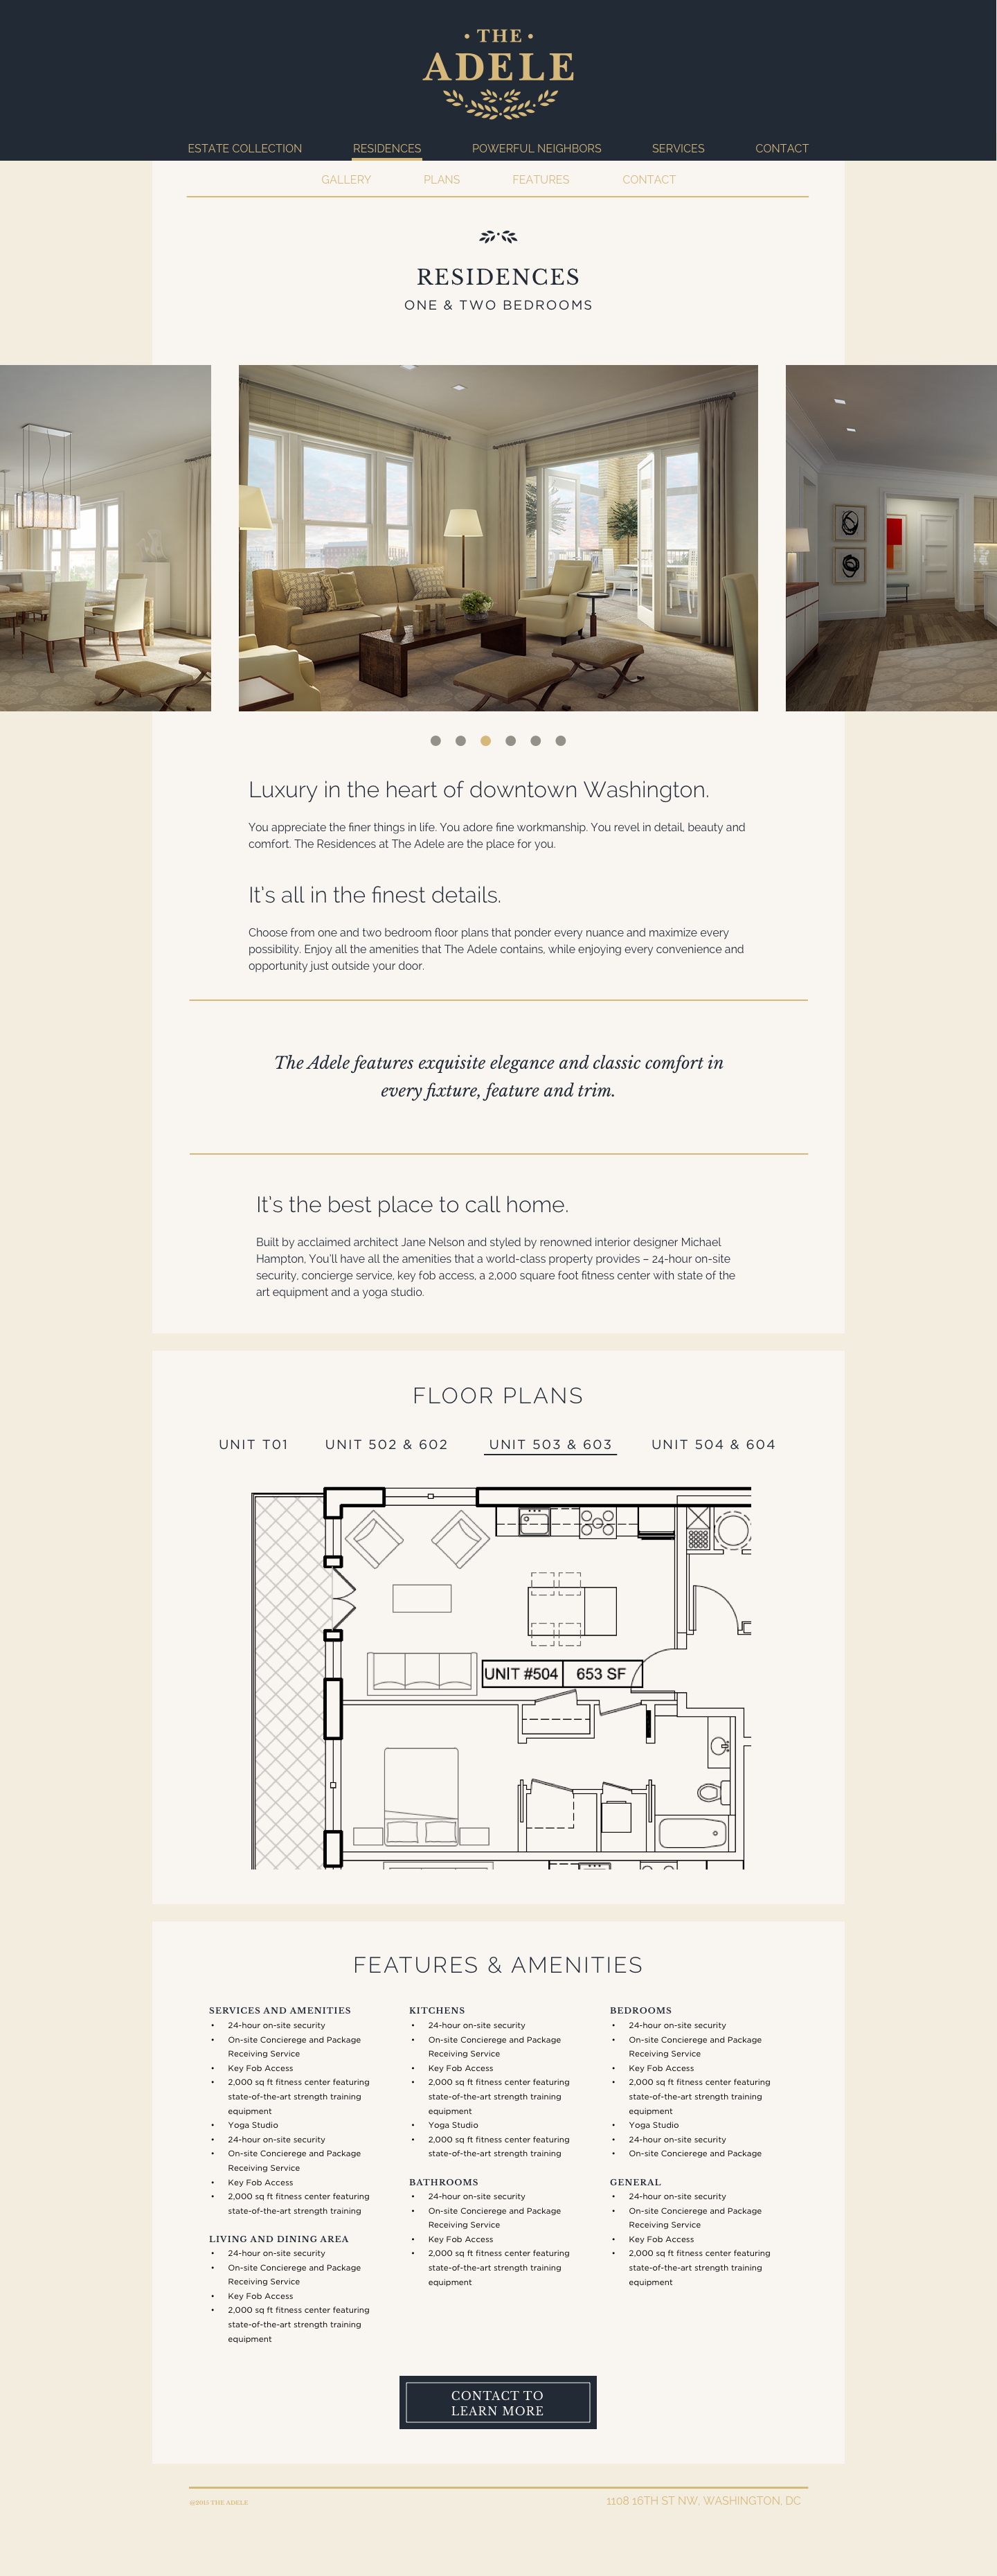 • THE •
ADELE
ESTATE COLLECTION RESIDENCES POWERFUL NEIGHBORS SERVICES CONTACT
GALLERY PLANS FEATURES CONTACT
RESIDENCES
ONE & TWO BEDROOMS
Luxury in the heart of downtown Washington.
You appreciate the finer things in life. You adore fine workmanship. You revel in detail, beauty and
comfort. The Residences at The Adele are the place for you.
It's all in the finest details.
Choose from one and two bedroom floor plans that ponder every nuance and maximize every
possibility. Enjoy all the amenities that The Adele contains, while enjoying every convenience and
opportunity just outside your door.
The Adele features exquisite elegance and classic comfort in
every fixture, feature and trim.
It's the best place to call home.
Built by acclaimed architect Jane Nelson and styled by renowned interior designer Michael
Hampton, You'll have all the amenities that a world-class property provides – 24-hour on-site
security, concierge service, key fob access, a 2,000 square foot fitness center with state of the
art equipment and a yoga studio.
FLOOR PLANS
UNIT T01 UNIT 502 & 602 UNIT 503 & 603 UNIT 504 & 604
UNIT #504 653 SF
FEATURES & AMENITIES
SERVICES AND AMENITIES
• 24-hour on-site security
• On-site Concierege and Package
Receiving Service
• Key Fob Access
• 2,000 sq ft fitness center featuring
state-of-the-art strength training
equipment
• Yoga Studio
• 24-hour on-site security
• On-site Concierege and Package
Receiving Service
• Key Fob Access
• 2,000 sq ft fitness center featuring
state-of-the-art strength training
LIVING AND DINING AREA
• 24-hour on-site security
• On-site Concierege and Package
Receiving Service
• Key Fob Access
• 2,000 sq ft fitness center featuring
state-of-the-art strength training
equipment
KITCHENS
• 24-hour on-site security
• On-site Concierege and Package
Receiving Service
• Key Fob Access
• 2,000 sq ft fitness center featuring
state-of-the-art strength training
equipment
• Yoga Studio
• 2,000 sq ft fitness center featuring
state-of-the-art strength training
BATHROOMS
• 24-hour on-site security
• On-site Concierege and Package
Receiving Service
• Key Fob Access
• 2,000 sq ft fitness center featuring
state-of-the-art strength training
equipment
BEDROOMS
• 24-hour on-site security
• On-site Concierege and Package
Receiving Service
• Key Fob Access
• 2,000 sq ft fitness center featuring
state-of-the-art strength training
equipment
• Yoga Studio
• 24-hour on-site security
• On-site Concierege and Package
GENERAL
• 24-hour on-site security
• On-site Concierege and Package
Receiving Service
• Key Fob Access
• 2,000 sq ft fitness center featuring
state-of-the-art strength training
equipment
CONTACT TO
LEARN MORE
@2015 THE ADELE 1108 16TH ST NW, WASHINGTON, DC